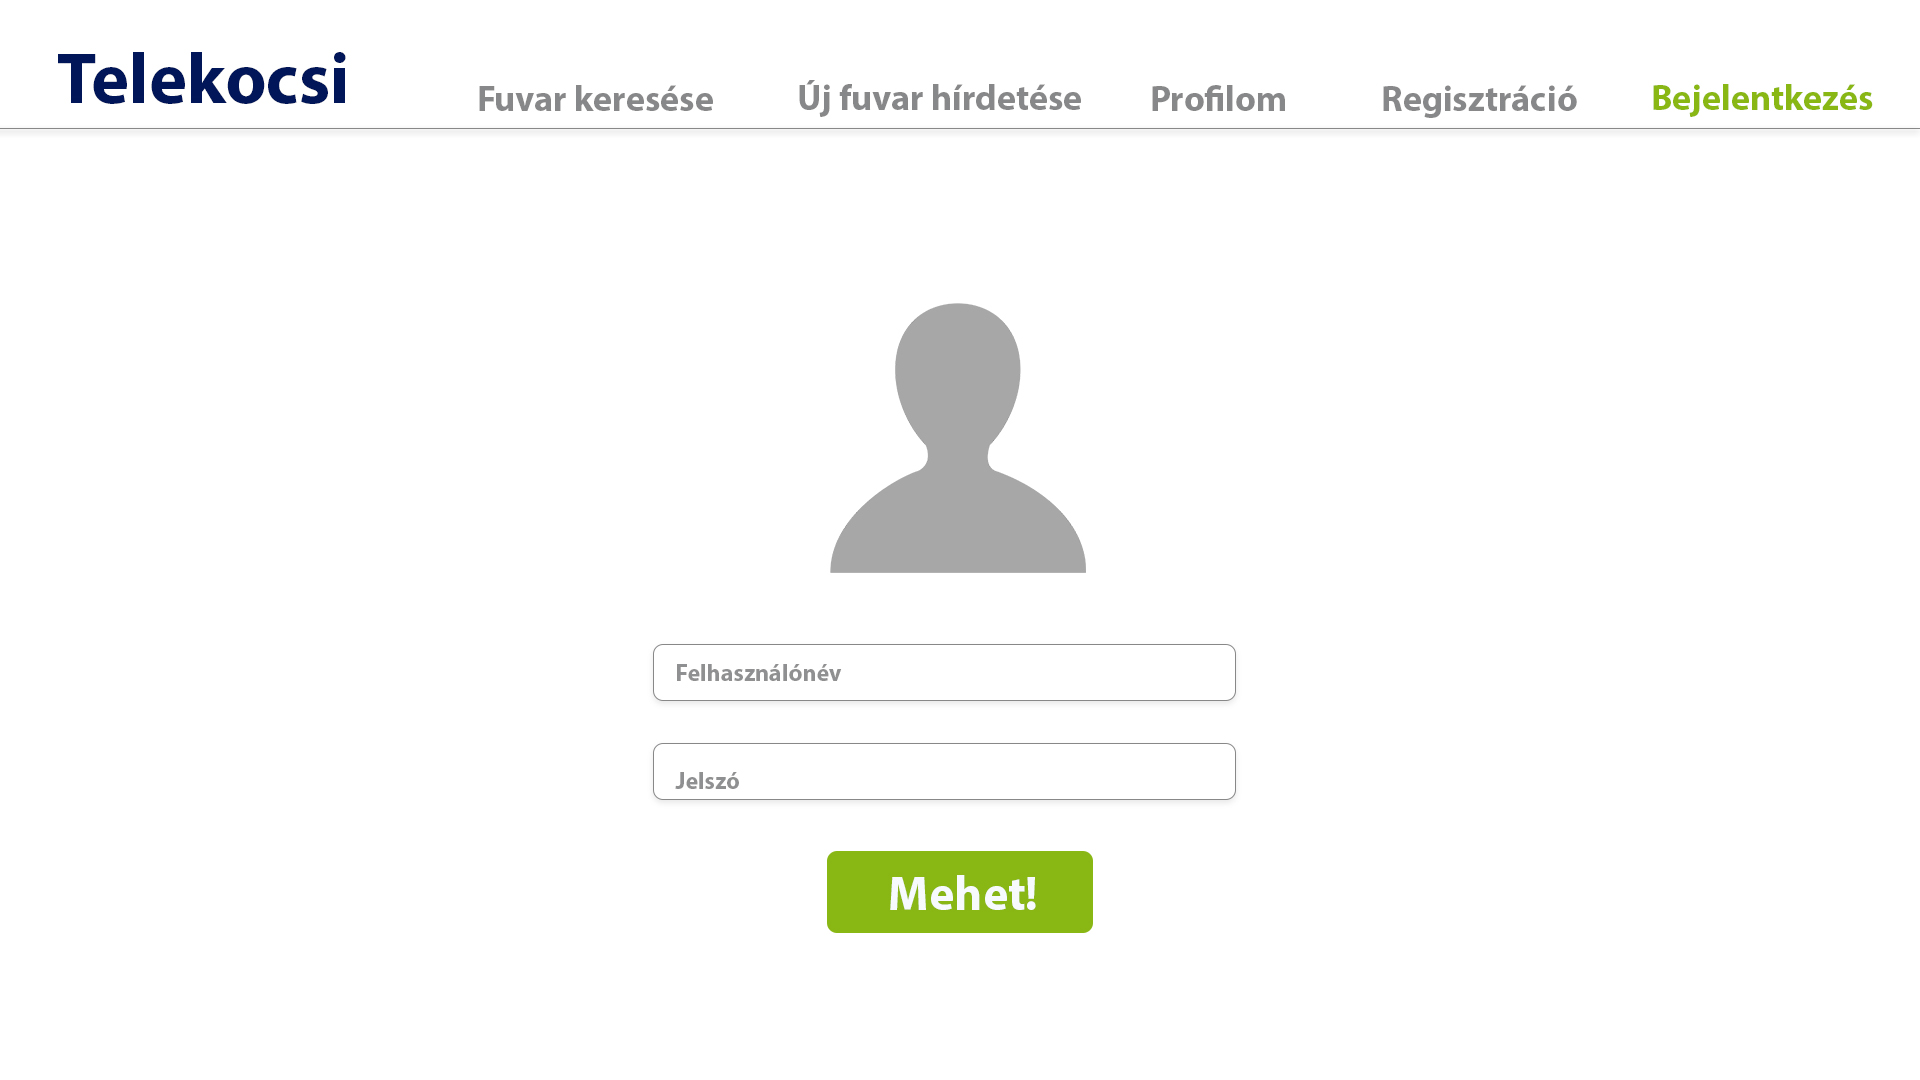 Telekocsi
Fuvar keresése
Új fuvar hírdetése
Profilom
Regisztráció
Bejelentkezés
Felhasználónév
Jelszó
Mehet!